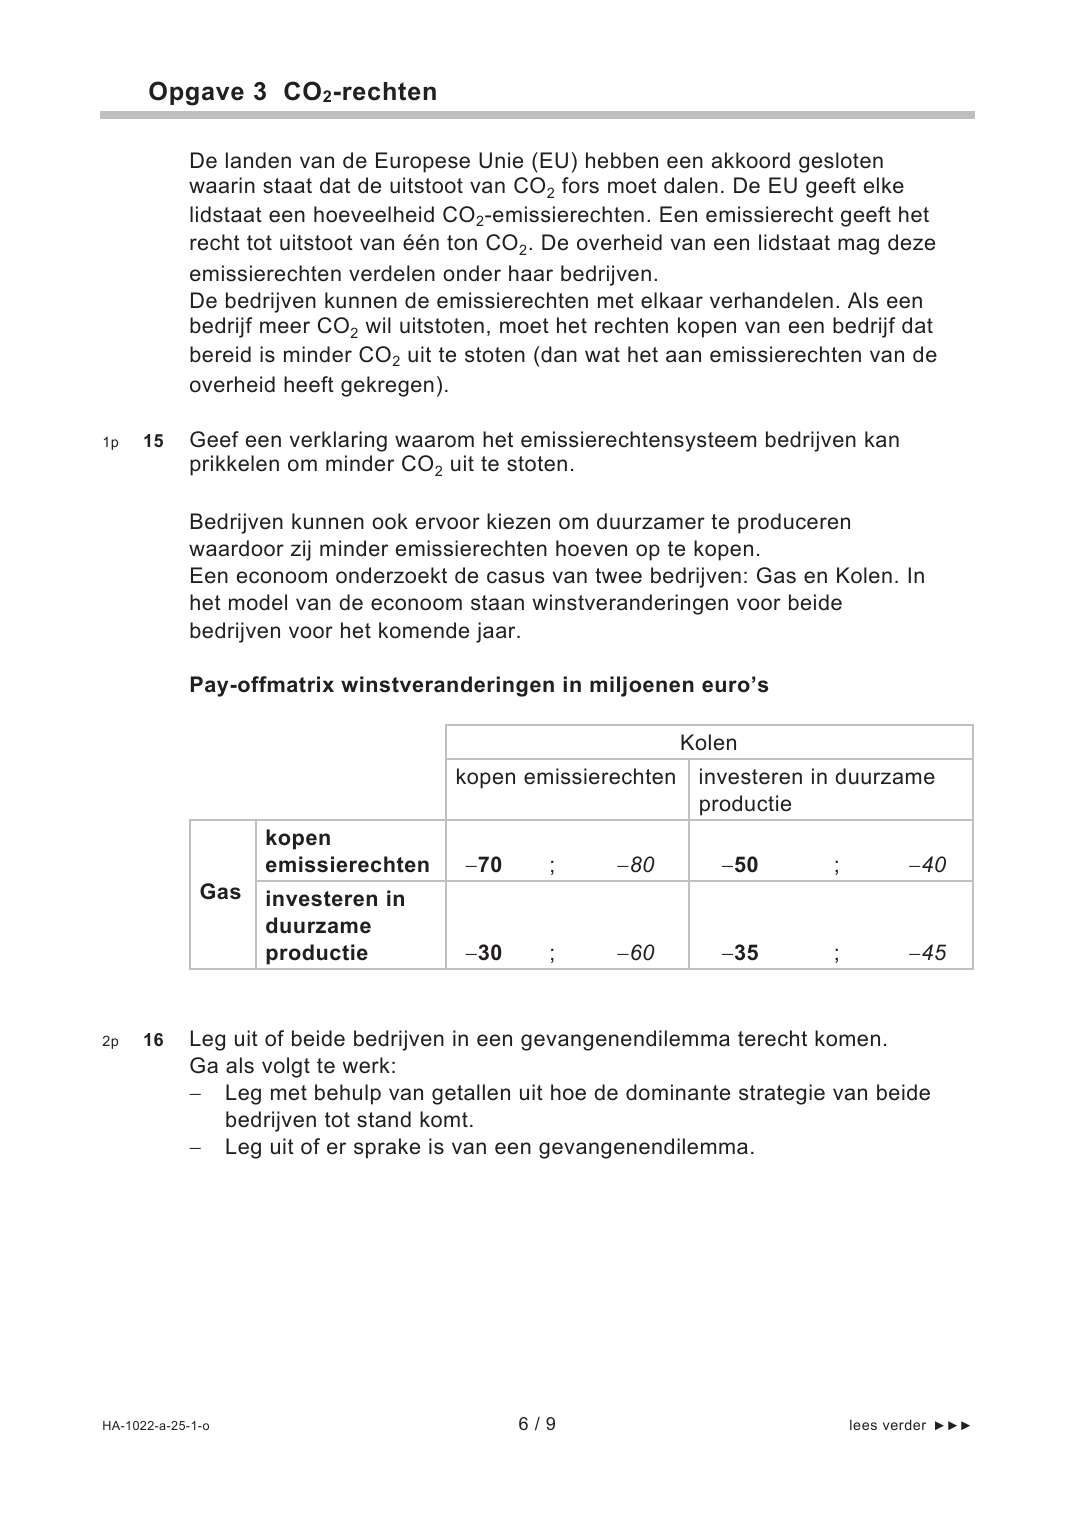 Opgave 3 CO2-rechten
De landen van de Europese Unie (EU) hebben een akkoord gesloten
waarin staat dat de uitstoot van CO2 fors moet dalen. De EU geeft elke
lidstaat een hoeveelheid CO2-emissierechten. Een emissierecht geeft het
recht tot uitstoot van één ton CO2. De overheid van een lidstaat mag deze
emissierechten verdelen onder haar bedrijven.
De bedrijven kunnen de emissierechten met elkaar verhandelen. Als een
bedrijf meer CO2 wil uitstoten, moet het rechten kopen van een bedrijf dat
bereid is minder CO2 uit te stoten (dan wat het aan emissierechten van de
overheid heeft gekregen).
1p 15 Geef een verklaring waarom het emissierechtensysteem bedrijven kan
prikkelen om minder CO2 uit te stoten.
Bedrijven kunnen ook ervoor kiezen om duurzamer te produceren
waardoor zij minder emissierechten hoeven op te kopen.
Een econoom onderzoekt de casus van twee bedrijven: Gas en Kolen. In
het model van de econoom staan winstveranderingen voor beide
bedrijven voor het komende jaar.
Pay-offmatrix winstveranderingen in miljoenen euro’s
Kolen
kopen emissierechten investeren in duurzame
productie
kopen
emissierechten −70 ; −80 −50 ; −40
Gas
investeren in
duurzame
productie −30 ; −60 −35 ; −45
2p 16 Leg uit of beide bedrijven in een gevangenendilemma terecht komen.
Ga als volgt te werk:
− Leg met behulp van getallen uit hoe de dominante strategie van beide
bedrijven tot stand komt.
− Leg uit of er sprake is van een gevangenendilemma.
HA-1022-a-25-1-o 6 / 9 lees verder ►►►